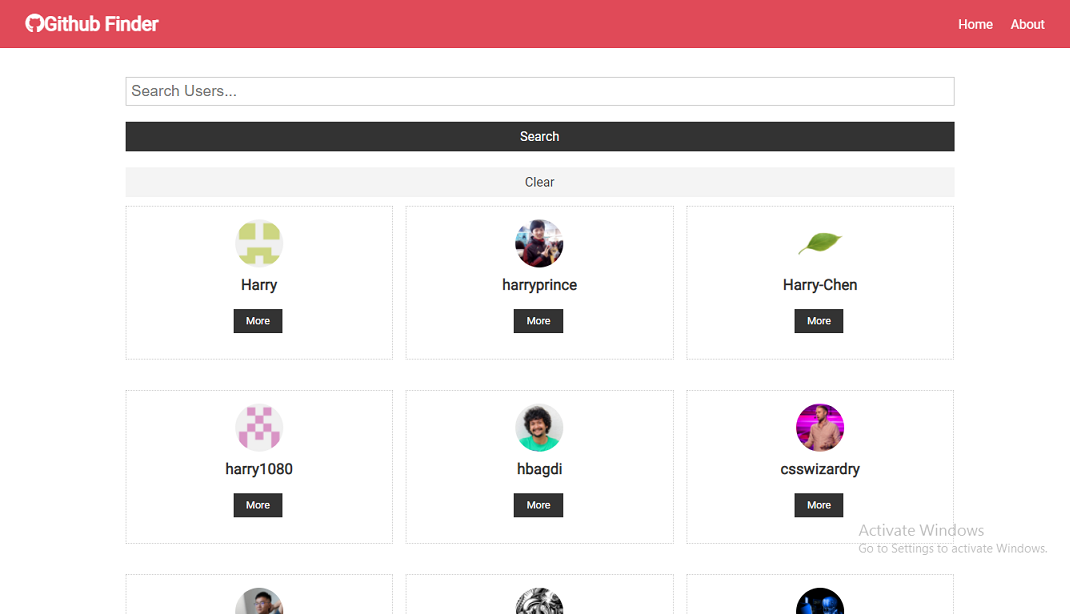 Github Finder
Home About
Search Users...
Search
Clear
Harry harryprince Harry-Chen
More More More
harry1080 hbagdi csswizardry
More More More
Activate Windows
Go to Settings to activate Windows.